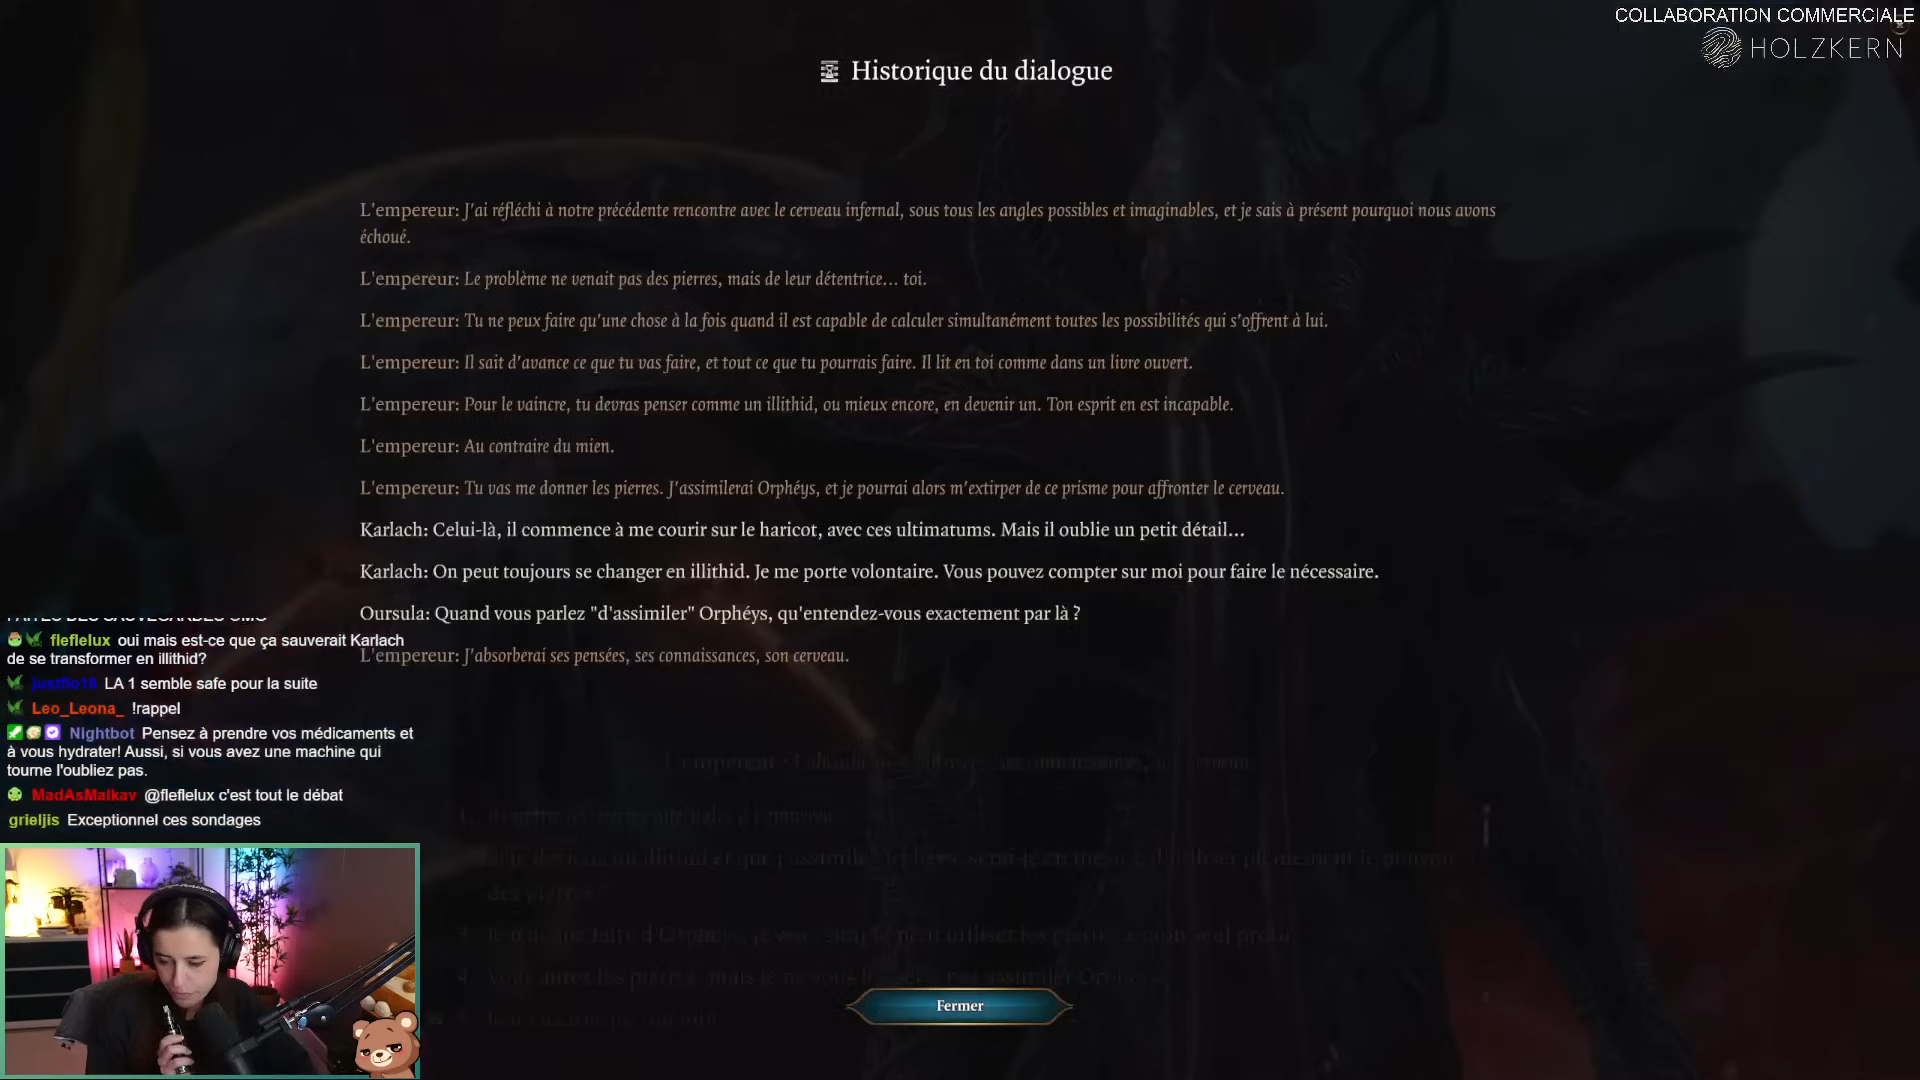 COLLABORATION COMMERCIALE
HOLZKERN
Historique du dialogue
L'empereur: J'ai réfléchi à notre précédente rencontre avec le cerveau infernal, sous tous les angles possibles et imaginables, et je sais à présent pourquoi nous avons
échoué.
L'empereur: Le problème ne venait pas des pierres, mais de leur détentrice... toi.
L'empereur: Tu ne peux faire qu'une chose à la fois quand il est capable de calculer simultanément toutes les possibilités qui s'offrent à lui.
L'empereur: Il sait d'avance ce que tu vas faire, et tout ce que tu pourrais faire. Il lit en toi comme dans un livre ouvert.
L'empereur: Pour le vaincre, tu devras penser comme un illithid, ou mieux encore, en devenir un. Ton esprit en est incapable.
L'empereur: Au contraire du mien.
L'empereur: Tu vas me donner les pierres. J'assimilerai Orphéys, et je pourrai alors m'extirper de ce prisme pour affronter le cerveau.
Karlach: Celui-là, il commence à me courir sur le haricot, avec ces ultimatums. Mais il oublie un petit détail...
Karlach: On peut toujours se changer en illithid. Je me porte volontaire. Vous pouvez compter sur moi pour faire le nécessaire.
Oursula: Quand vous parlez "d'assimiler" Orphéys, qu'entendez-vous exactement par là ?
L'empereur: J'absorberai ses pensées, ses connaissances, son cerveau.
Fermer
fleflelux oui mais est-ce que ça sauverait Karlach
de se transformer en illithid?
LA 1 semble safe pour la suite
Leo_Leona_ !rappel
Nightbot Pensez à prendre vos médicaments et
à vous hydrater! Aussi, si vous avez une machine qui
tourne l'oubliez pas.
MadAsMalkav @fleflelux c'est tout le débat
grieljis Exceptionnel ces sondages